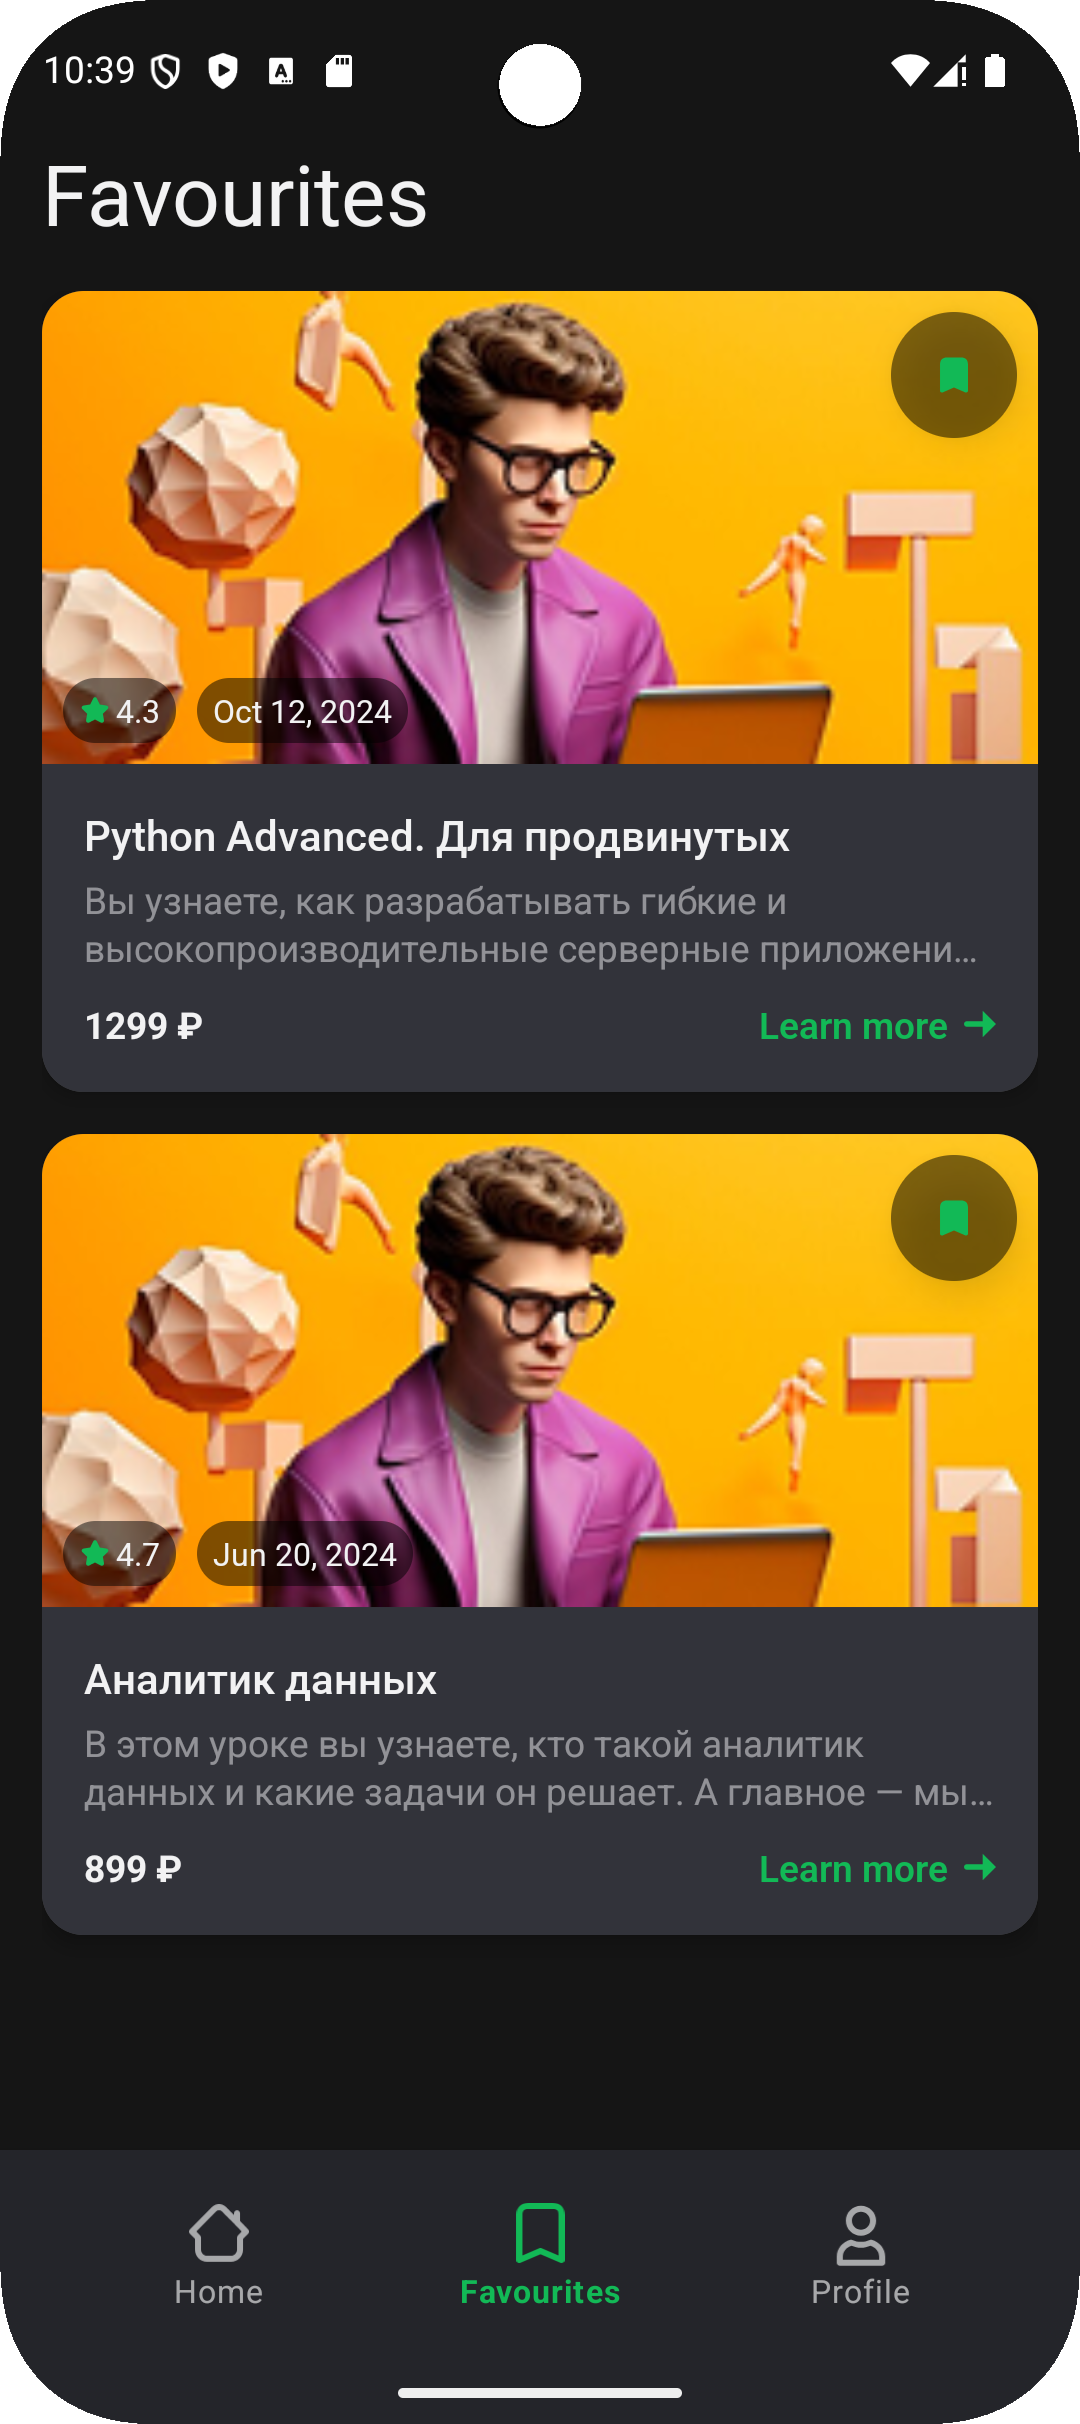 10:39
Favourites
4.3
Oct 12, 2024
Python Advanced. Для продвинутых
Вы узнаете, как разрабатывать гибкие и
высокопроизводительные серверные приложени...
1299 ₽
Learn more
4.7
Jun 20, 2024
Аналитик данных
В этом уроке вы узнаете, кто такой аналитик
данных и какие задачи он решает. А главное — мы...
899 ₽
Learn more
Home
Favourites
Profile